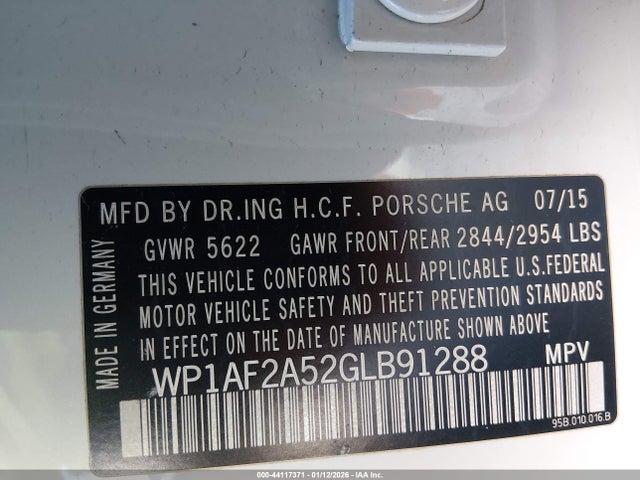 MFD BY DR.ING H.C.F. PORSCHE AG 07/15
GVWR 5622 GAWR FRONT/REAR 2844/2954 LBS
THIS VEHICLE CONFORMS TO ALL APPLICABLE U.S.FEDERAL
MOTOR VEHICLE SAFETY AND THEFT PREVENTION STANDARDS
IN EFFECT ON THE DATE OF MANUFACTURE SHOWN ABOVE.
WP1AF2A52GLB91288 MPV
95B.010.016.B
MADE IN GERMANY
000-44117371 - 01/12/2026 - IAAI.COM